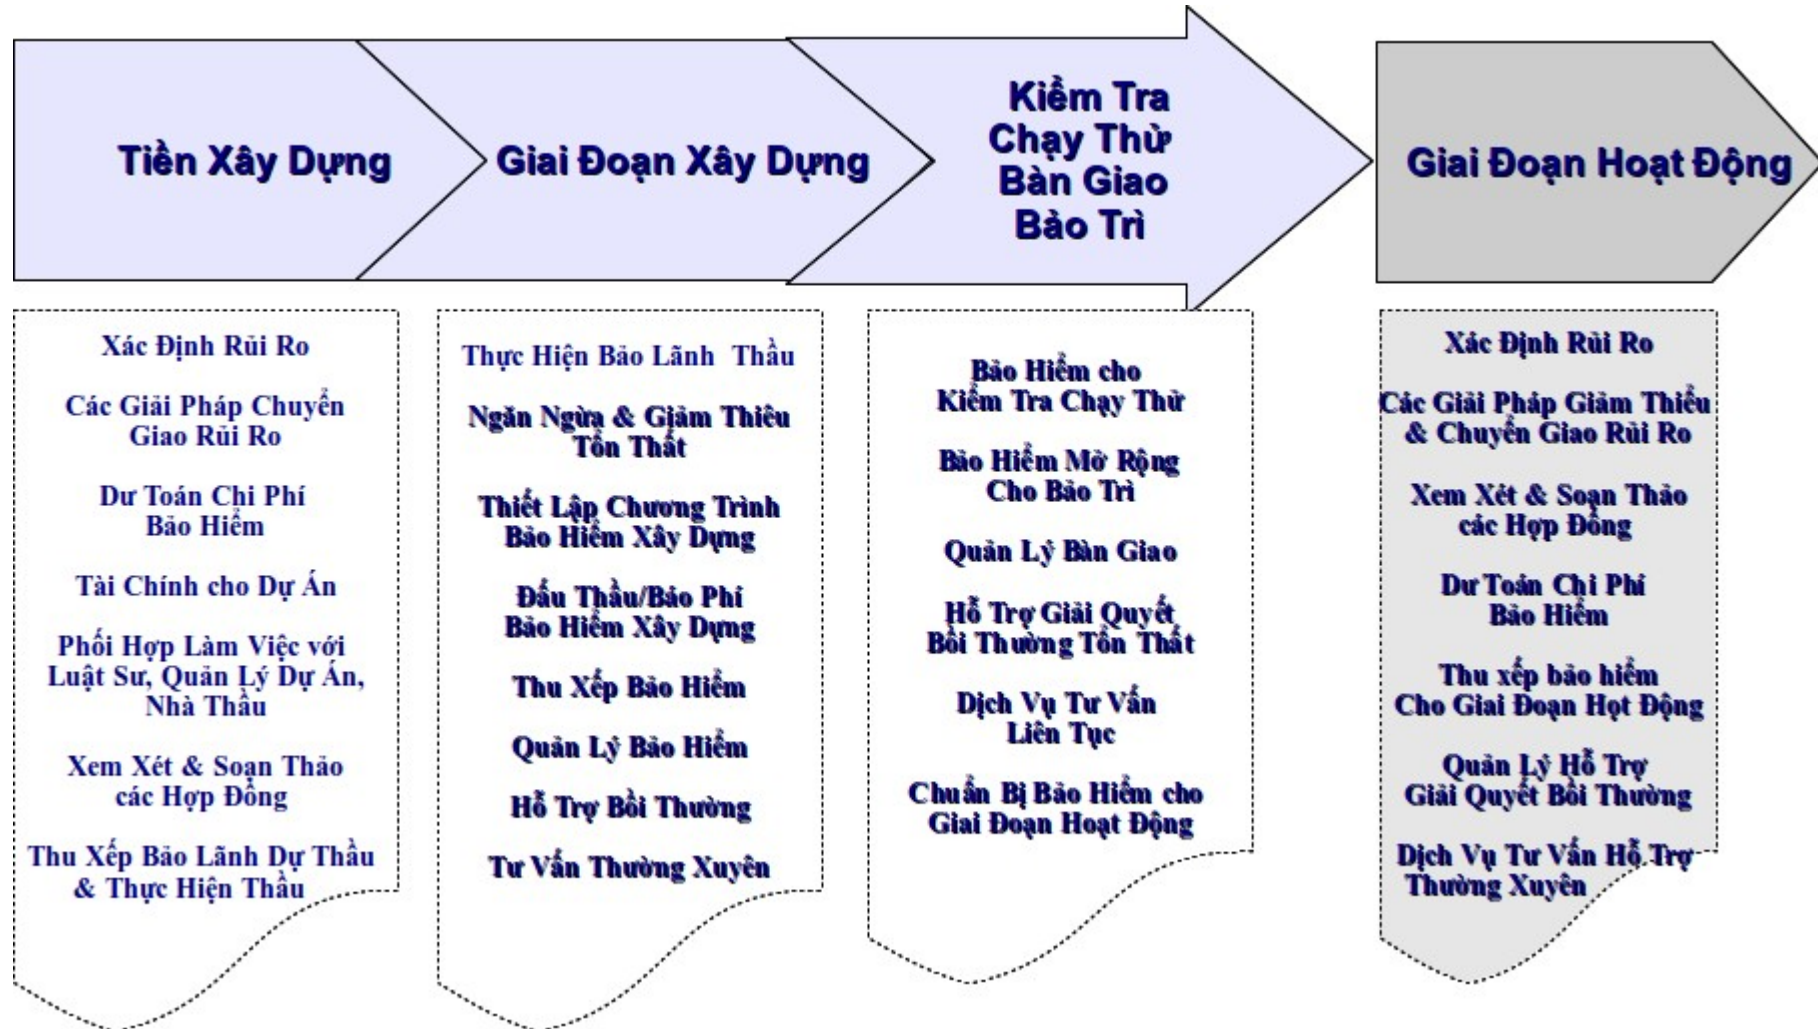 Tiền Xây Dựng
Giai Đoạn Xây Dựng
Kiểm Tra
Chạy Thử
Bàn Giao
Bảo Trì
Giai Đoạn Hoạt Động
Xác Định Rủi Ro
Các Giải Pháp Chuyển
Giao Rủi Ro
Dư Toán Chi Phí
Bảo Hiểm
Tài Chính cho Dự Án
Phối Hợp Làm Việc với
Luật Sư, Quản Lý Dự Án,
Nhà Thầu
Xem Xét & Soạn Thảo
các Hợp Đồng
Thu Xếp Bảo Lãnh Dự Thầu
& Thực Hiện Thầu
Thực Hiện Bảo Lãnh Thầu
Ngăn Ngừa & Giảm Thiêu
Tổn Thất
Thiết Lập Chương Trình
Bảo Hiểm Xây Dựng
Đấu Thầu/Báo Phí
Bảo Hiểm Xây Dựng
Thu Xếp Bảo Hiểm
Quản Lý Bảo Hiểm
Hỗ Trợ Bồi Thường
Tư Vấn Thường Xuyên
Bảo Hiểm cho
Kiểm Tra Chạy Thử
Bảo Hiểm Mở Rộng
Cho Bảo Trì
Quản Lý Bàn Giao
Hỗ Trợ Giải Quyết
Bồi Thường Tổn Thất
Dịch Vụ Tư Vấn
Liên Tục
Chuẩn Bị Bảo Hiểm cho
Giai Đoạn Hoạt Động
Xác Định Rủi Ro
Các Giải Pháp Giảm Thiểu
& Chuyển Giao Rủi Ro
Xem Xét & Soạn Thảo
các Hợp Đồng
Dư Toán Chi Phí
Bảo Hiểm
Thu xếp bảo hiểm
Cho Giai Đoạn Họt Động
Quản Lý Hỗ Trợ
Giải Quyết Bồi Thường
Dịch Vụ Tư Vấn Hỗ Trợ
Thường Xuyên